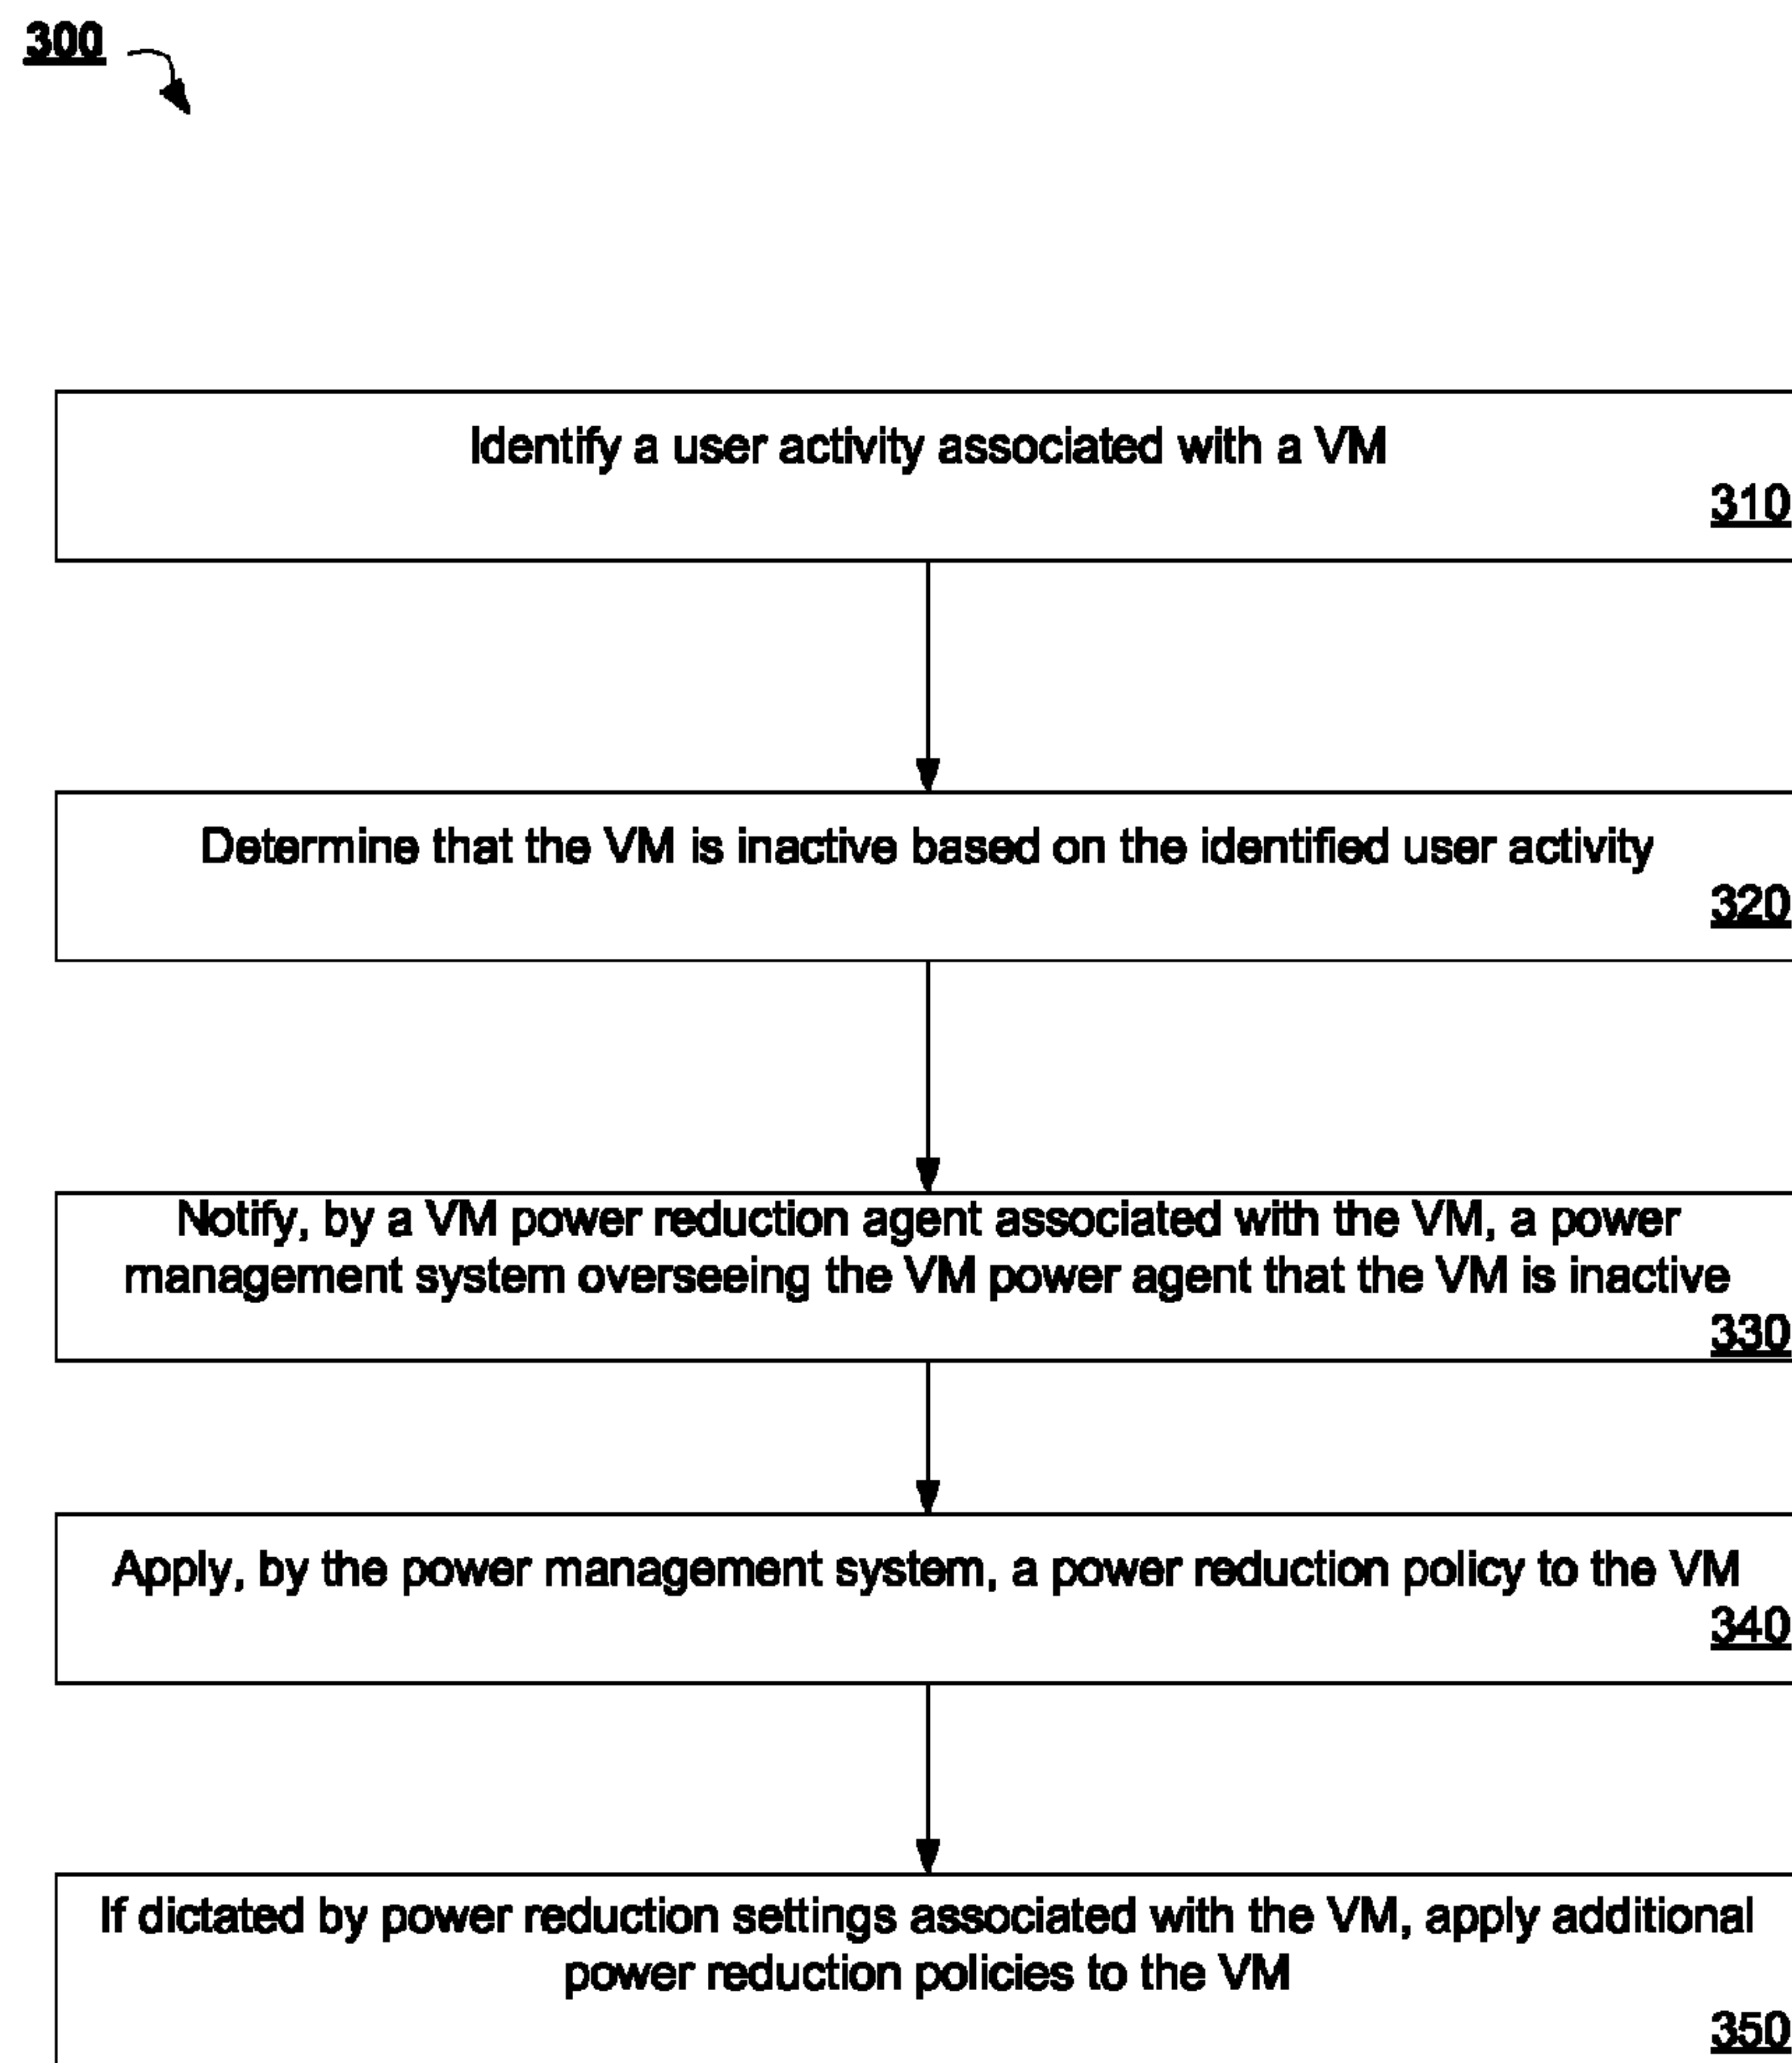 300
Identify a user activity associated with a VM
310
Determine that the VM is inactive based on the identified user activity
320
Notify, by a VM power reduction agent associated with the VM, a power
management system overseeing the VM power agent that the VM is inactive
330
Apply, by the power management system, a power reduction policy to the VM
340
If dictated by power reduction settings associated with the VM, apply additional
power reduction policies to the VM
350